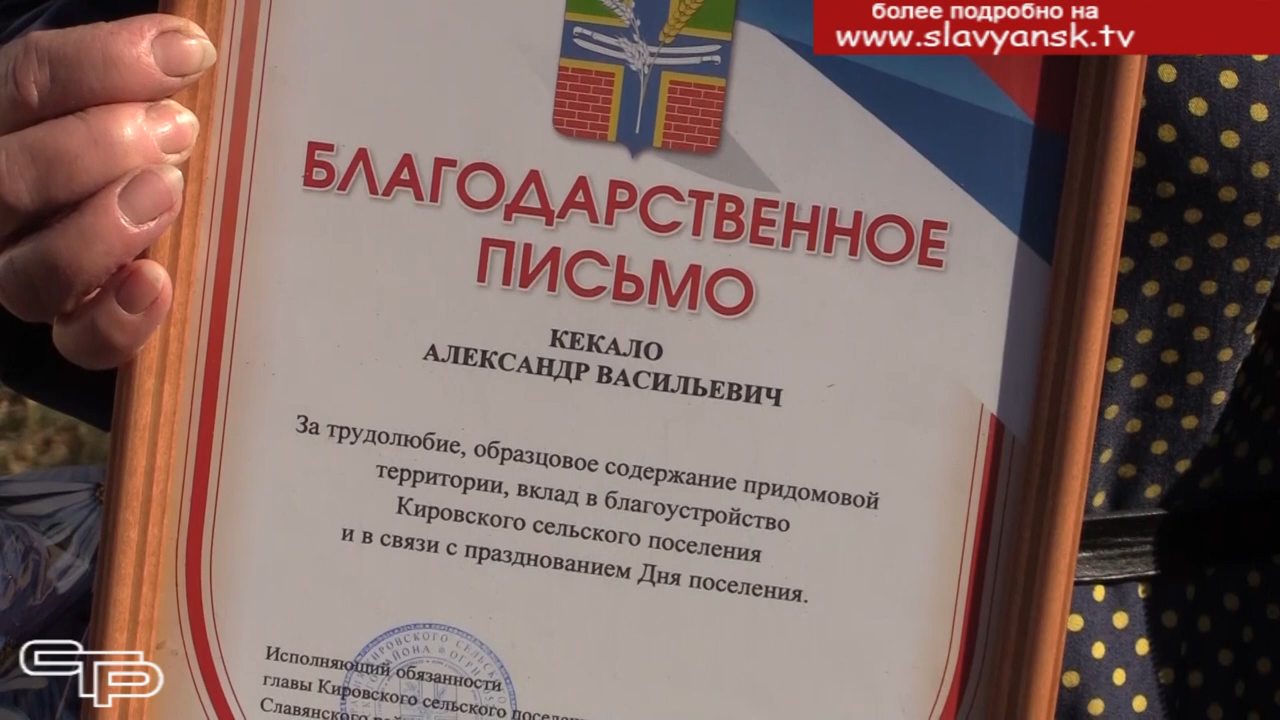 более подробно на
www.slavyansk.tv
БЛАГОДАРСТВЕННОЕ
ПИСЬМО
КЕКАЛО
АЛЕКСАНДР ВАСИЛЬЕВИЧ
За трудолюбие, образцовое содержание придомовой
территории, вклад в благоустройство
Кировского сельского поселения
и в связи с празднованием Дня поселения.
Исполняющий обязанности
главы Кировского сельского
Славянского
СТР